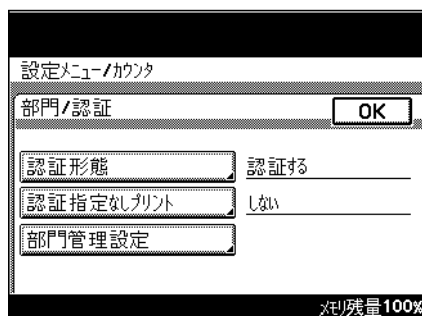 設定メニュー/カウンタ
部門/認証 OK
認証形態 認証する
認証指定なしプリント しない
部門管理設定
メモリ残量100%